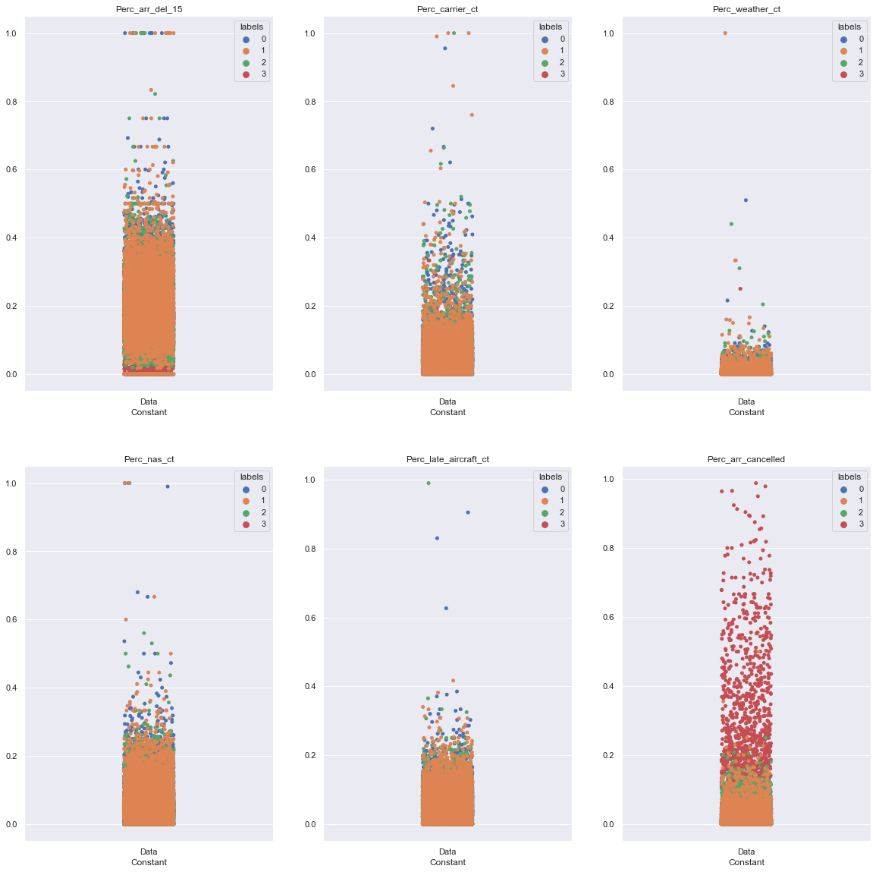 Perc_arr_del_15
labels
0
1
2
3
1.0
0.8
0.6
0.4
0.2
0.0
Data
Constant
Perc_carrier_ct
labels
0
1
2
3
1.0
0.8
0.6
0.4
0.2
0.0
Data
Constant
Perc_weather_ct
labels
0
1
2
3
1.0
0.8
0.6
0.4
0.2
0.0
Data
Constant
Perc_nas_ct
labels
0
1
2
3
1.0
0.8
0.6
0.4
0.2
0.0
Data
Constant
Perc_late_aircraft_ct
labels
0
1
2
3
1.0
0.8
0.6
0.4
0.2
0.0
Data
Constant
Perc_arr_cancelled
labels
0
1
2
3
1.0
0.8
0.6
0.4
0.2
0.0
Data
Constant